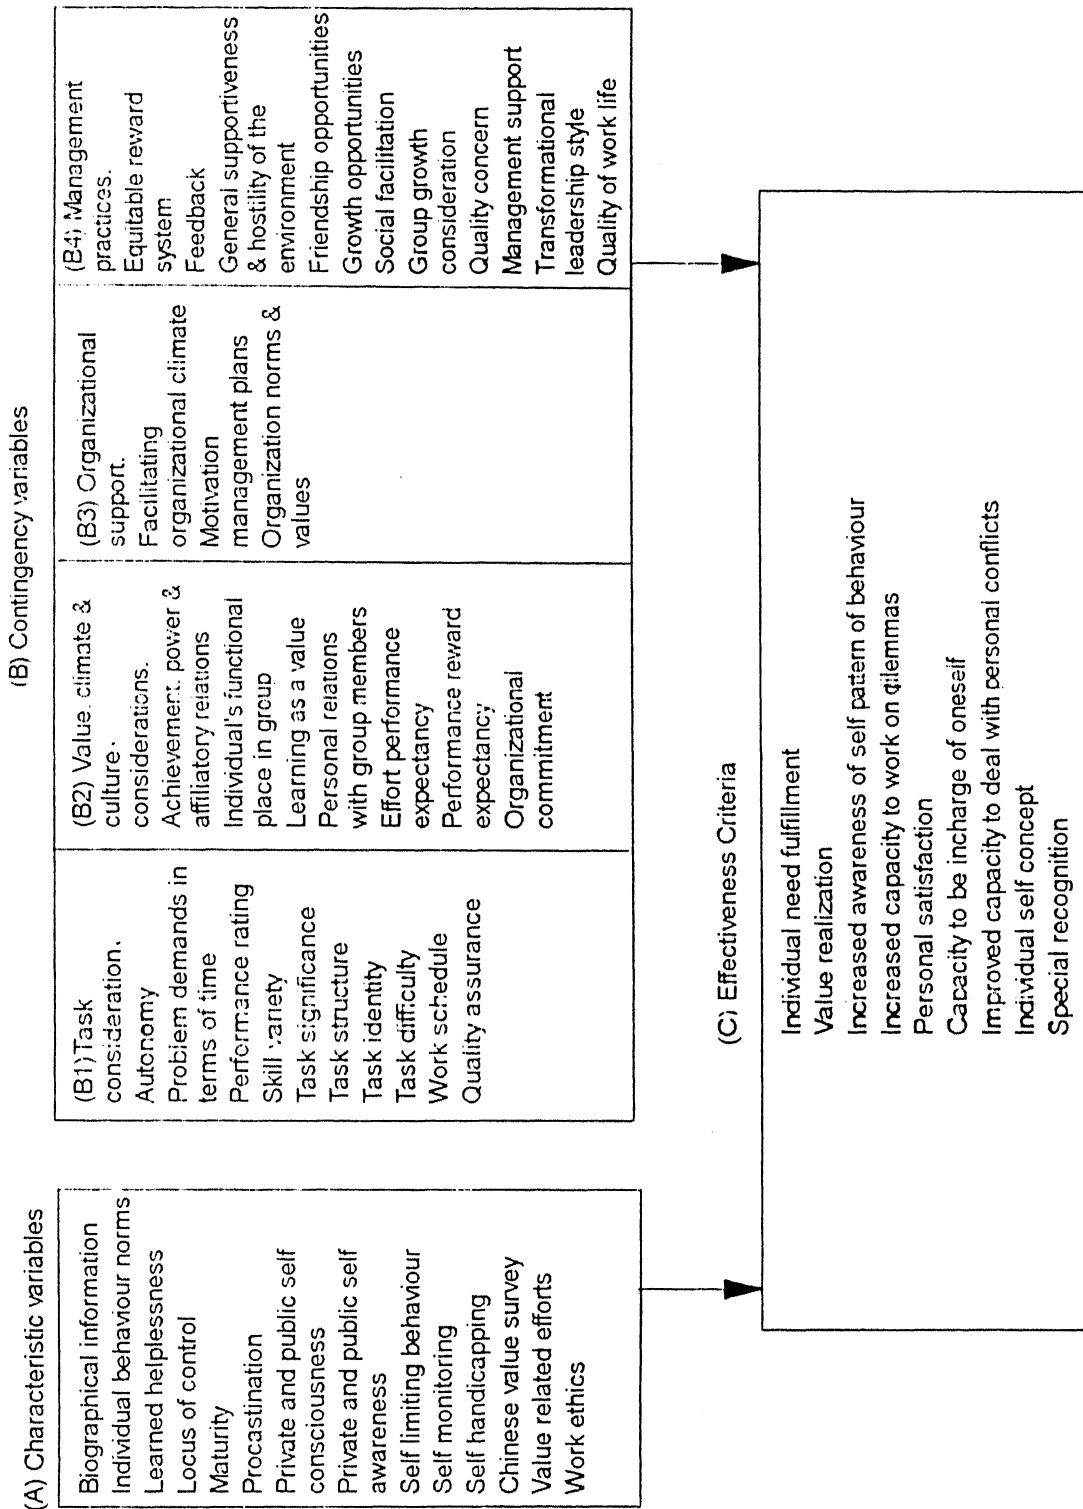 (A) Characteristic variables
Biographical information
Individual behaviour norms
Learned helplessness
Locus of control
Maturity
Procastination
Private and public self
consciousness
Private and public self
awareness
Self limiting behaviour
Self monitoring
Self handicapping
Chinese value survey
Value related efforts
Work ethics
(B) Contingency variables
(B1) Task
consideration.
Autonomy
Problem demands in
terms of time
Performance rating
Skill variety
Task significance
Task structure
Task identity
Task difficulty
Work schedule
Quality assurance
(B2) Value, climate &
culture
considerations.
Achievement, power &
affiliatory relations
Individual's functional
place in group
Learning as a value
Personal relations
with group members
Effort performance
expectancy
Performance reward
expectancy
Organizational
commitment
(B3) Organizational
support.
Facilitating
organizational climate
Motivation
management plans
Organization norms &
values
(B4) Management
practices.
Equitable reward
system
Feedback
General supportiveness
& hostility of the
environment
Friendship opportunities
Growth opportunities
Social facilitation
Group growth
consideration
Quality concern
Management support
Transformational
leadership style
Quality of work life
(C) Effectiveness Criteria
Individual need fulfillment
Value realization
Increased awareness of self pattern of behaviour
Increased capacity to work on dilemmas
Personal satisfaction
Capacity to be incharge of oneself
Improved capacity to deal with personal conflicts
Individual self concept
Special recognition